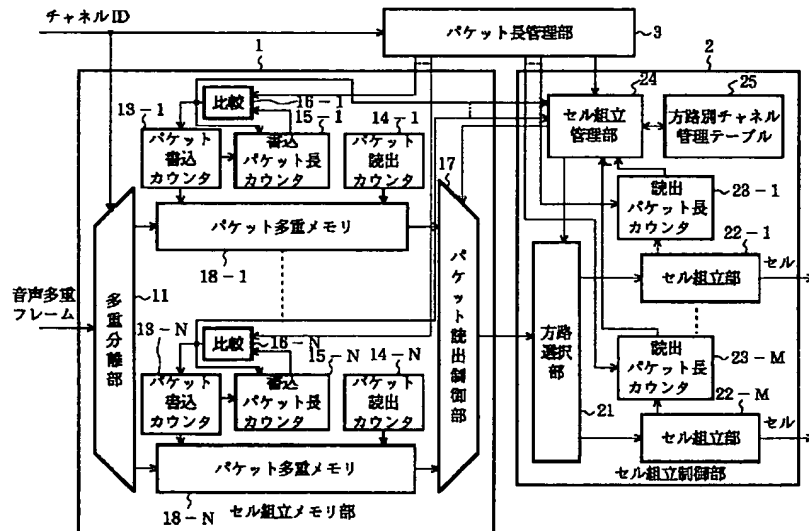 チャネルID
パケット長管理部
3
1
2
13-1
比較
16-1
15-1
14-1
パケット
書込
カウンタ
書込
パケット長
カウンタ
パケット
読出
カウンタ
17
パケット多重メモリ
18-1
24
25
セル組立
管理部
方路別チャネル
管理テーブル
読出
パケット長
カウンタ
23-1
22-1
セル組立部
セル
音声多重
フレーム
11
多重分離部
13-N
比較
16-N
15-N
14-N
パケット
書込
カウンタ
書込
パケット長
カウンタ
パケット
読出
カウンタ
パケット多重メモリ
18-N
セル組立メモリ部
パケット読出制御部
方路
選択
部
21
読出
パケット長
カウンタ
23-M
22-M
セル組立部
セル
セル組立制御部